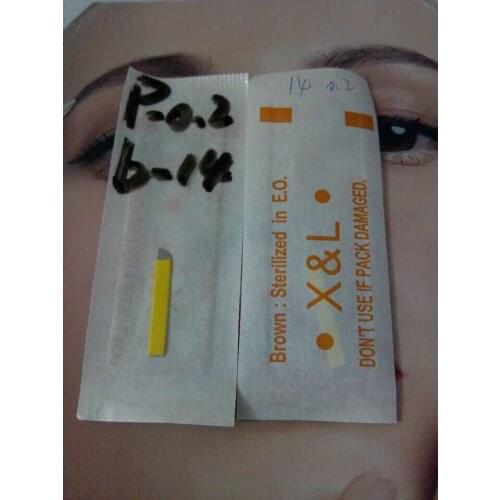 P-0.2
b-14
14 0.2
Brown : Sterilized in E.O.
• X & L •
DON'T USE IF PACK DAMAGED.